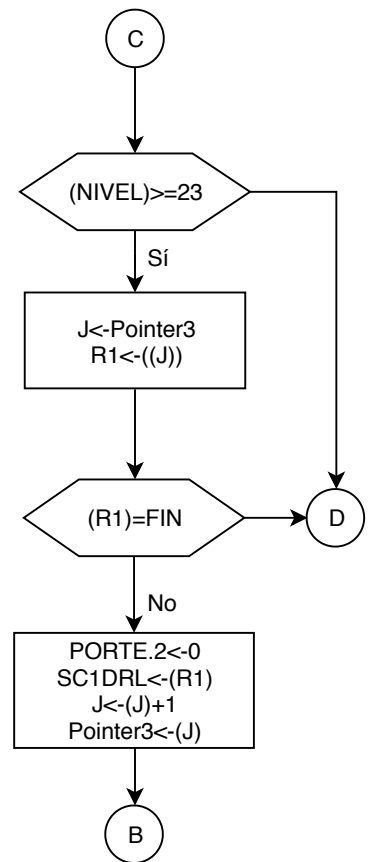 C
(NIVEL)>=23
Sí
J<-Pointer3
R1<-((J))
(R1)=FIN
D
No
PORTE.2<-0
SC1DRL<-(R1)
J<-(J)+1
Pointer3<-(J)
B